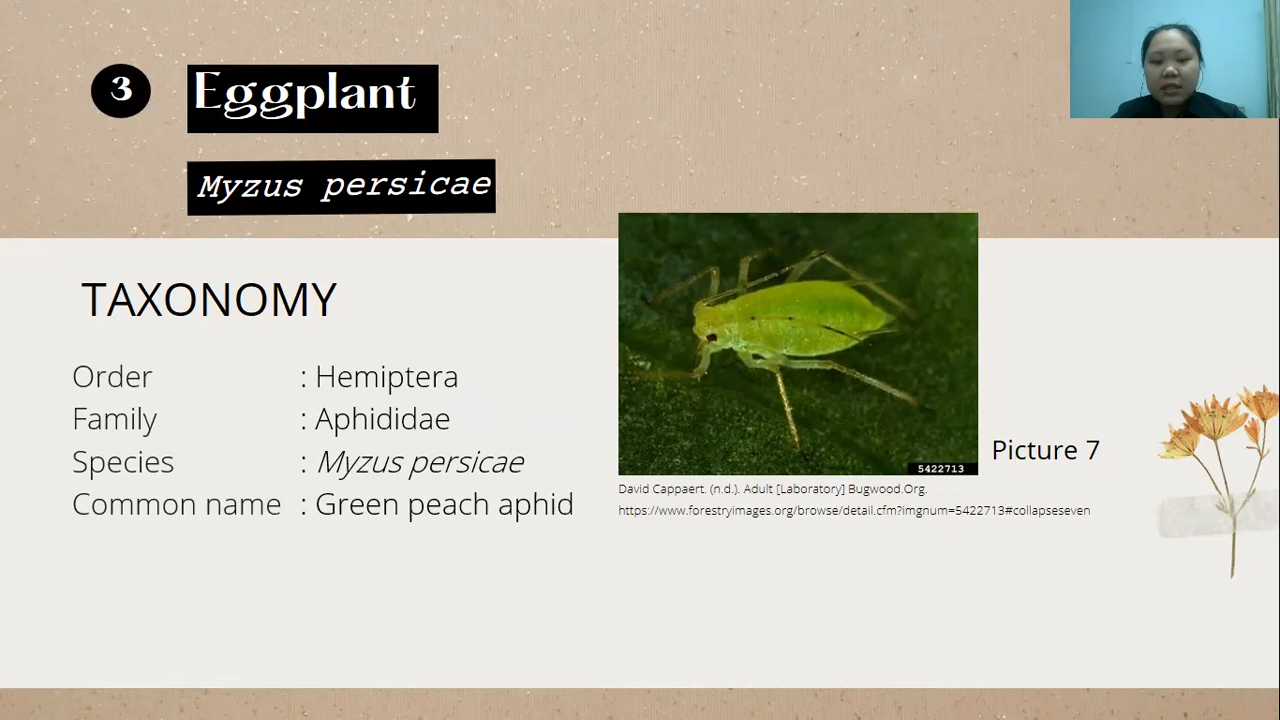 3
Eggplant
Myzus persicae
TAXONOMY
Order : Hemiptera
Family : Aphididae
Species : Myzus persicae
Common name : Green peach aphid
5422713
Picture 7
David Cappaert. (n.d.). Adult [Laboratory] Bugwood.Org.
https://www.forestryimages.org/browse/detail.cfm?imgnum=5422713#collapseseven